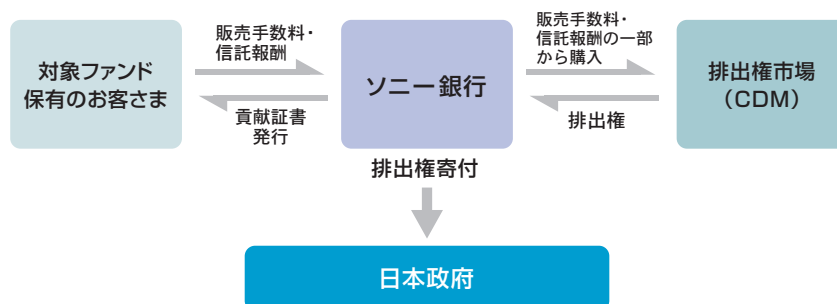 対象ファンド
保有のお客さま
販売手数料・
信託報酬
貢献証書
発行
ソニー銀行
販売手数料・
信託報酬の一部
から購入
排出権
排出権市場
（CDM）
排出権寄付
日本政府